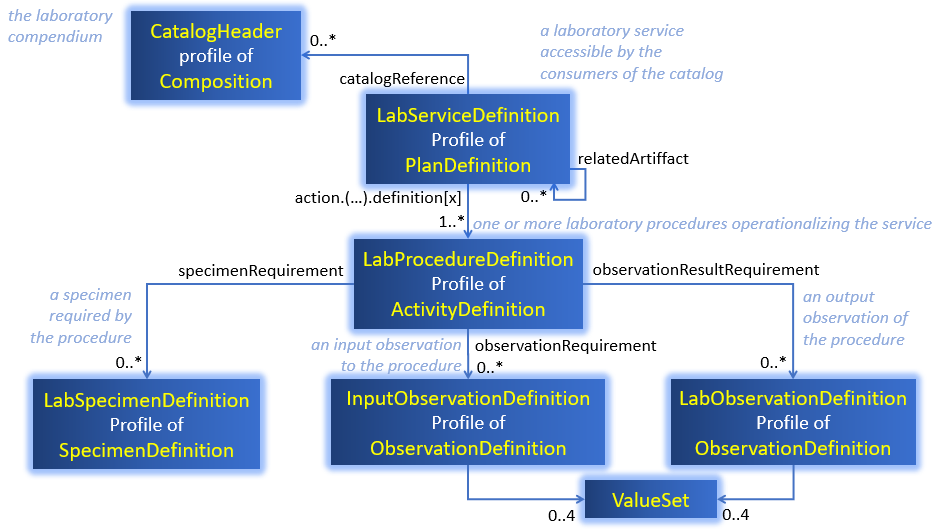 the laboratory
compendium
CatalogHeader
profile of
Composition
0..*
catalogReference
a laboratory service
accessible by the
consumers of the catalog
LabServiceDefinition
Profile of
PlanDefinition
relatedArtiffact
0..*
action.(...).definition[x]
1..*
one or more laboratory procedures operationalizing the service
LabProcedureDefinition
Profile of
ActivityDefinition
specimenRequirement
observationResultRequirement
a specimen
required by
the procedure
0..*
an input observation
to the procedure
observationRequirement
0..*
an output
observation of
the procedure
0..*
LabSpecimenDefinition
Profile of
SpecimenDefinition
InputObservationDefinition
Profile of
ObservationDefinition
LabObservationDefinition
Profile of
ObservationDefinition
ValueSet
0..4
0..4